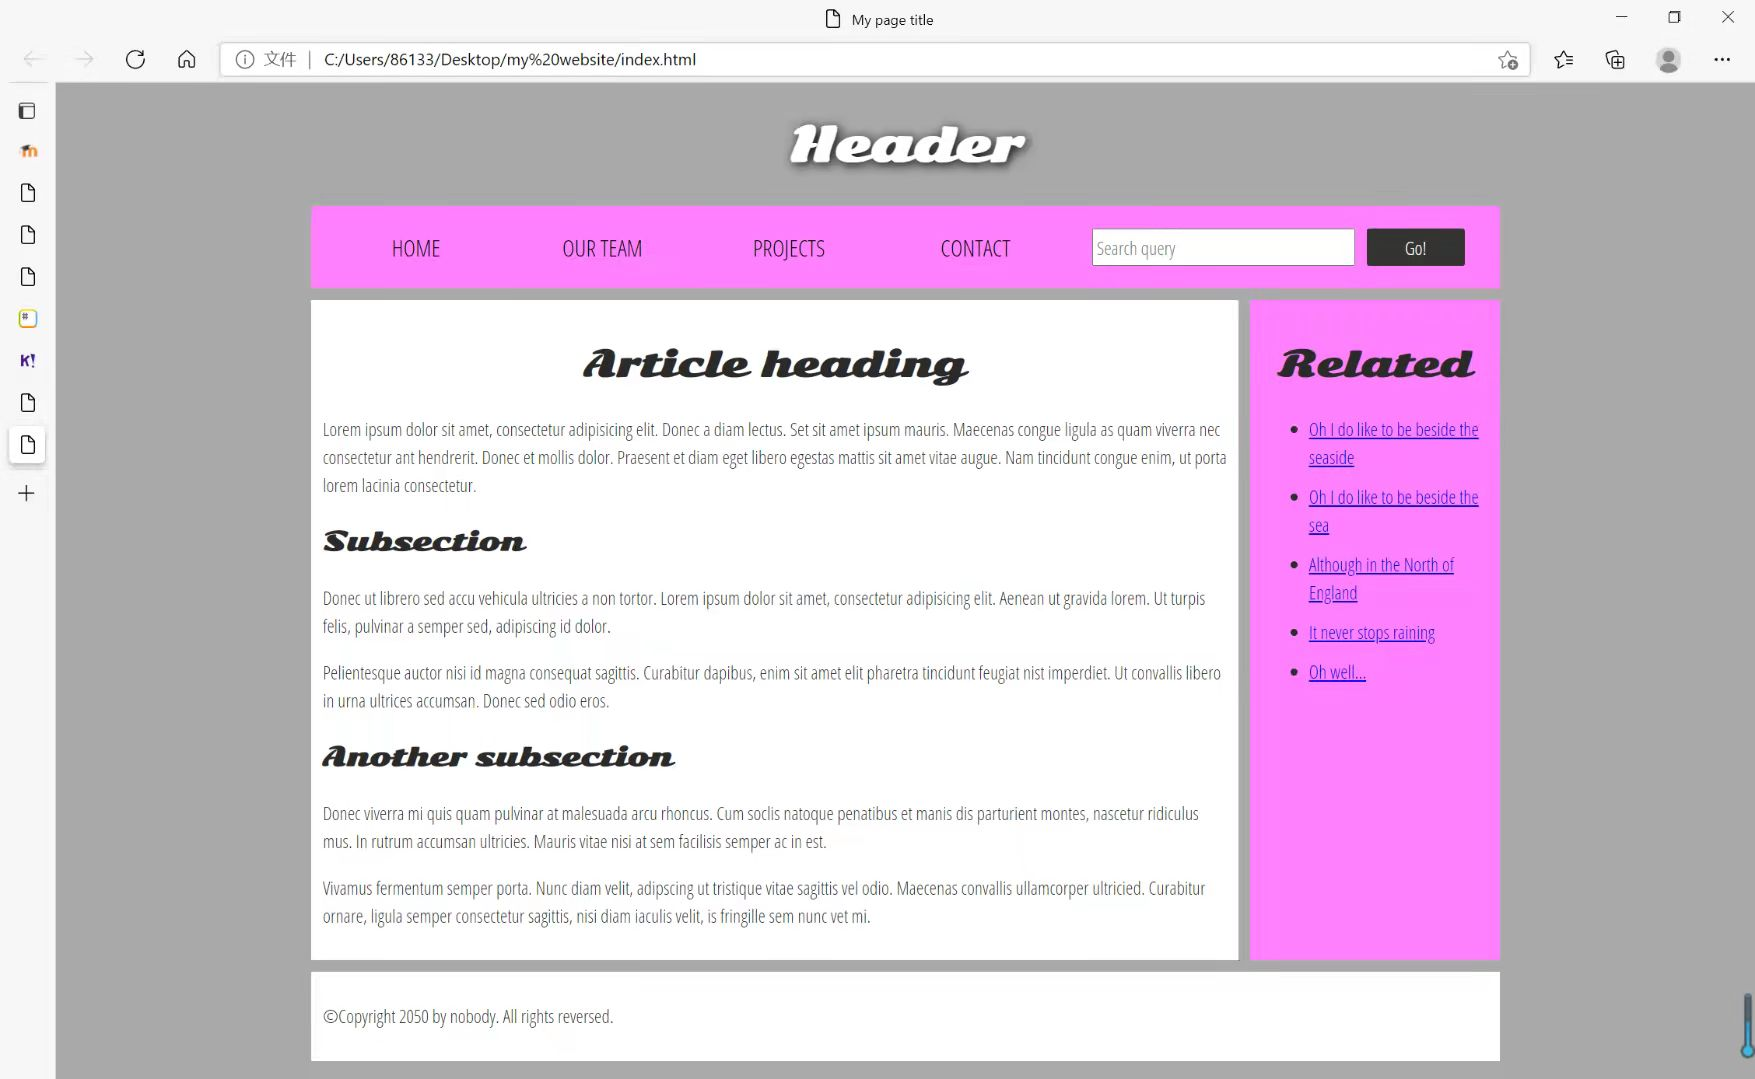 My page title
文件 | C:/Users/86133/Desktop/my%20website/index.html
m
#
K!
Header
HOME OUR TEAM PROJECTS CONTACT Search query Go!
Article heading
Lorem ipsum dolor sit amet, consectetur adipisicing elit. Donec a diam lectus. Set sit amet ipsum mauris. Maecenas congue ligula as quam viverra nec
consectetur ant hendrerit. Donec et mollis dolor. Praesent et diam eget libero egestas mattis sit amet vitae augue. Nam tincidunt congue enim, ut porta
lorem lacinia consectetur.
Subsection
Donec ut librero sed accu vehicula ultricies a non tortor. Lorem ipsum dolor sit amet, consectetur adipisicing elit. Aenean ut gravida lorem. Ut turpis
felis, pulvinar a semper sed, adipiscing id dolor.
Pelientesque auctor nisi id magna consequat sagittis. Curabitur dapibus, enim sit amet elit pharetra tincidunt feugiat nist imperdiet. Ut convallis libero
in urna ultrices accumsan. Donec sed odio eros.
Another subsection
Donec viverra mi quis quam pulvinar at malesuada arcu rhoncus. Cum soclis natoque penatibus et manis dis parturient montes, nascetur ridiculus
mus. In rutrum accumsan ultricies. Mauris vitae nisi at sem facilisis semper ac in est.
Vivamus fermentum semper porta. Nunc diam velit, adipscing ut tristique vitae sagittis vel odio. Maecenas convallis ullamcorper ultricied. Curabitur
ornare, ligula semper consectetur sagittis, nisi diam iaculis velit, is fringille sem nunc vet mi.
Related
Oh I do like to be beside the
seaside
Oh I do like to be beside the
sea
Although in the North of
England
It never stops raining
Oh well...
©Copyright 2050 by nobody. All rights reversed.